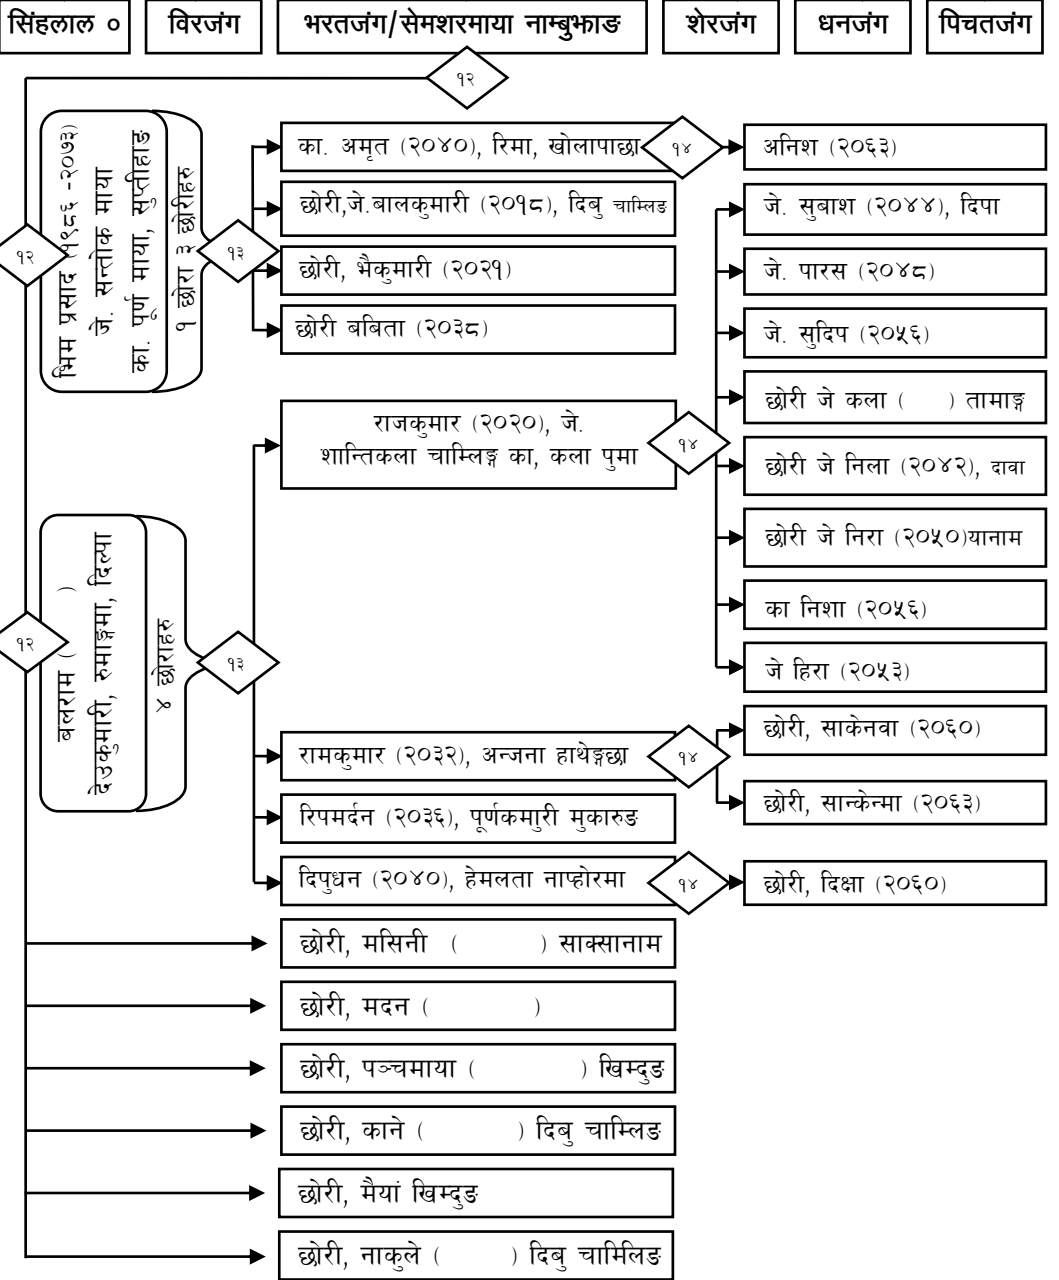 सिंहलाल ०
विरजंग
भरतजंग/सेमशरमाया नाम्बुझाङ
शेरजंग
धनजंग
पिचतजंग
१२
१२
भिम प्रसाद (१९८६ -२०७३)
जे. सन्तोक माया
का. पूर्ण माया, सुप्तीहाङ
१ छोरा ३ छोरीहरु
१३
का. अमृत (२०४०), रिमा, खोलापाछा
१४
अनिश (२०६३)
छोरी,जे.बालकुमारी (२०१८), दिबु चाम्लिङ
छोरी, भैकुमारी (२०२१)
छोरी बबिता (२०३८)
१२
बलराम ( )
देउकुमारी, रुमाङ्गमा, दिल्पा
४ छोराहरु
१३
राजकुमार (२०२०), जे.
शान्तिकला चाम्लिङ्ग का, कला पुमा
१४
जे. सुबाश (२०४४), दिपा
जे. पारस (२०४८)
जे. सुदिप (२०५६)
छोरी जे कला ( ) तामाङ्ग
छोरी जे निला (२०४२), दावा
छोरी जे निरा (२०५०)यानाम
का निशा (२०५६)
जे हिरा (२०५३)
रामकुमार (२०३२), अन्जना हाथेङ्गछा
१४
छोरी, साकेनवा (२०६०)
छोरी, सान्केन्मा (२०६३)
रिपमर्दन (२०३६), पूर्णकमाुरी मुकारुङ
दिपुधन (२०४०), हेमलता नाप्होरमा
१४
छोरी, दिक्षा (२०६०)
छोरी, मसिनी ( ) साक्सानाम
छोरी, मदन ( )
छोरी, पञ्चमाया ( ) खिम्दुङ
छोरी, काने ( ) दिबु चाम्लिङ
छोरी, मैयां खिम्दुङ
छोरी, नाकुले ( ) दिबु चामिलिङ